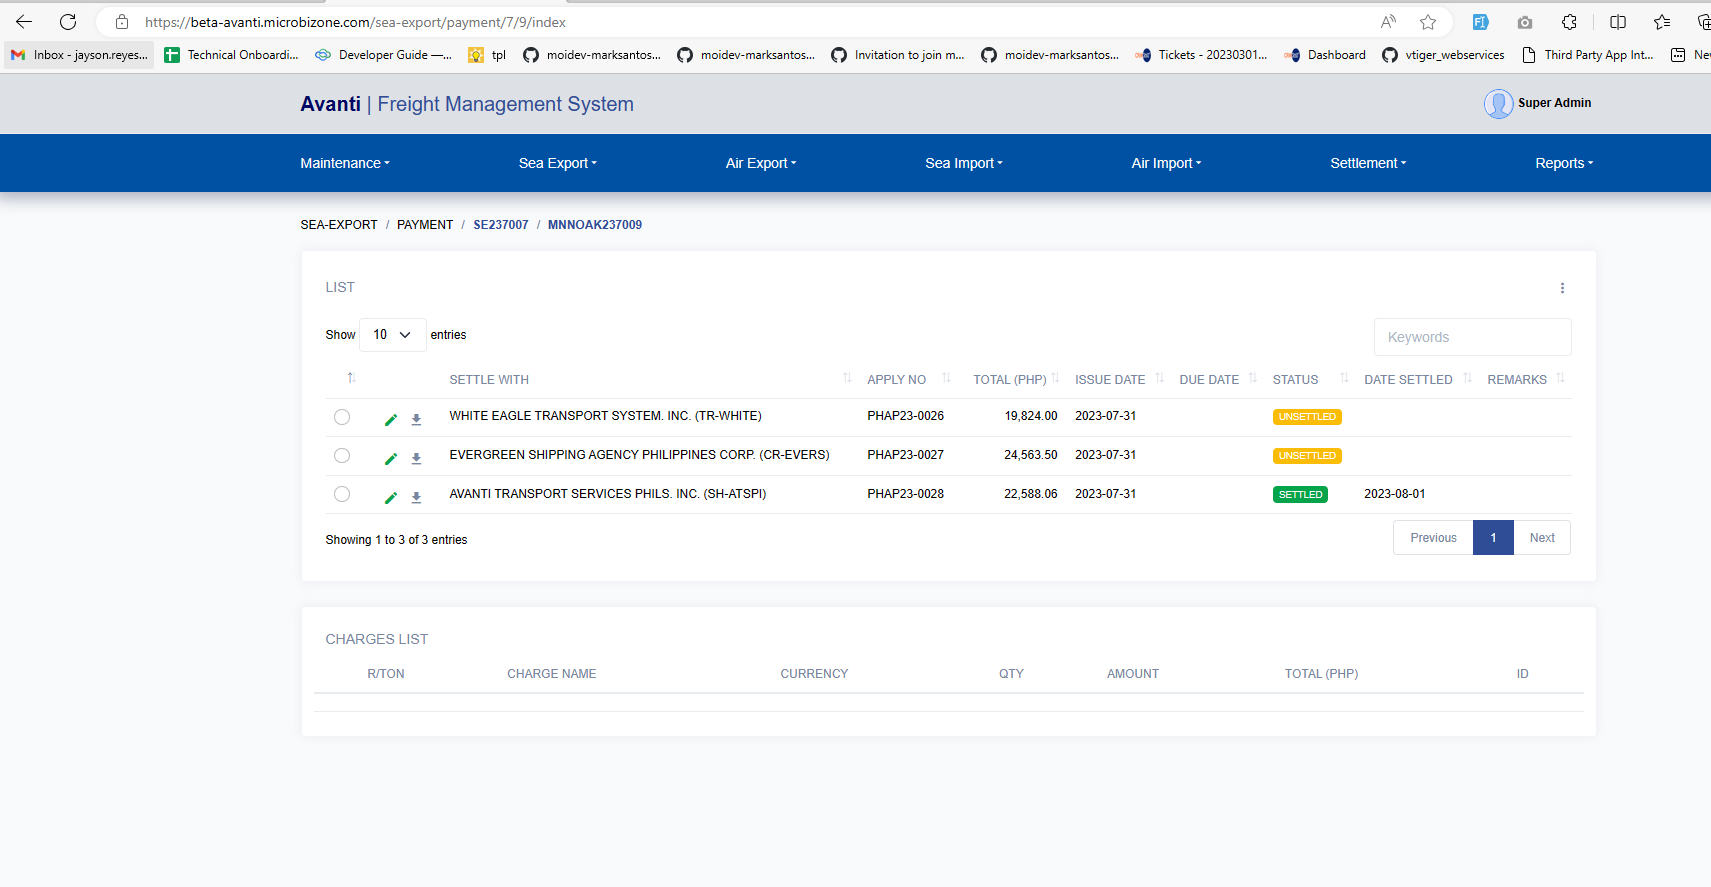 https://beta-avanti.microbizone.com/sea-export/payment/7/9/index
Inbox - jayson.reyes... Technical Onboardi... Developer Guide —... tpl moidev-marksantos... moidev-marksantos... Invitation to join m... moidev-marksantos... Tickets - 20230301... Dashboard vtiger_webservices Third Party App Int...
Avanti | Freight Management System Super Admin
Maintenance Sea Export Air Export Sea Import Air Import Settlement Reports
SEA-EXPORT / PAYMENT / SE237007 / MNNOAK237009
LIST
Show 10 entries Keywords
SETTLE WITH APPLY NO TOTAL (PHP) ISSUE DATE DUE DATE STATUS DATE SETTLED REMARKS
WHITE EAGLE TRANSPORT SYSTEM. INC. (TR-WHITE) PHAP23-0026 19,824.00 2023-07-31 UNSETTLED
EVERGREEN SHIPPING AGENCY PHILIPPINES CORP. (CR-EVERS) PHAP23-0027 24,563.50 2023-07-31 UNSETTLED
AVANTI TRANSPORT SERVICES PHILS. INC. (SH-ATSPI) PHAP23-0028 22,588.06 2023-07-31 SETTLED 2023-08-01
Showing 1 to 3 of 3 entries Previous 1 Next
CHARGES LIST
R/TON CHARGE NAME CURRENCY QTY AMOUNT TOTAL (PHP) ID